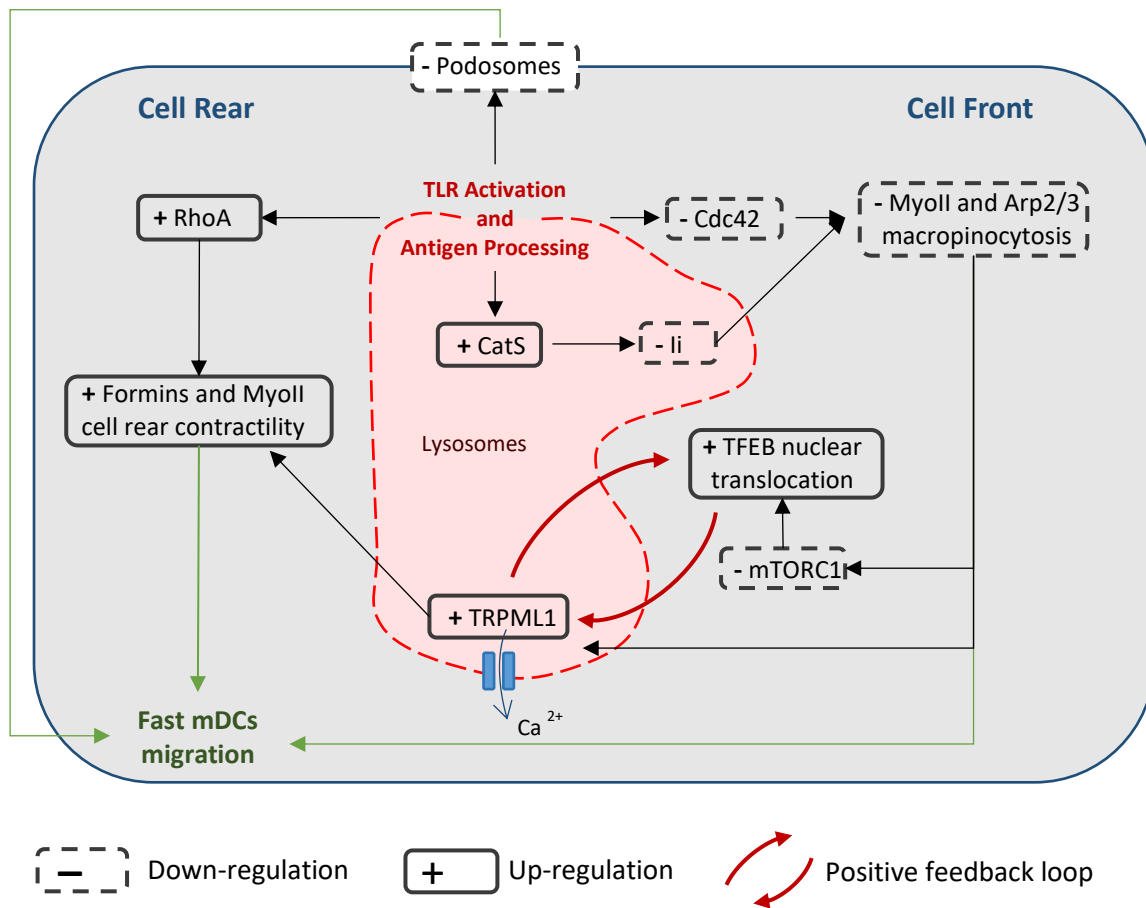 - Podosomes
Cell Rear
Cell Front
TLR Activation
and
Antigen Processing
+ RhoA
- Cdc42
- MyoII and Arp2/3
macropinocytosis
+ CatS
- Ii
+ Formins and MyoII
cell rear contractility
Lysosomes
+ TFEB nuclear
translocation
- mTORC1
+ TRPML1
Ca 2+
Fast mDCs
migration
- Down-regulation
+ Up-regulation
Positive feedback loop